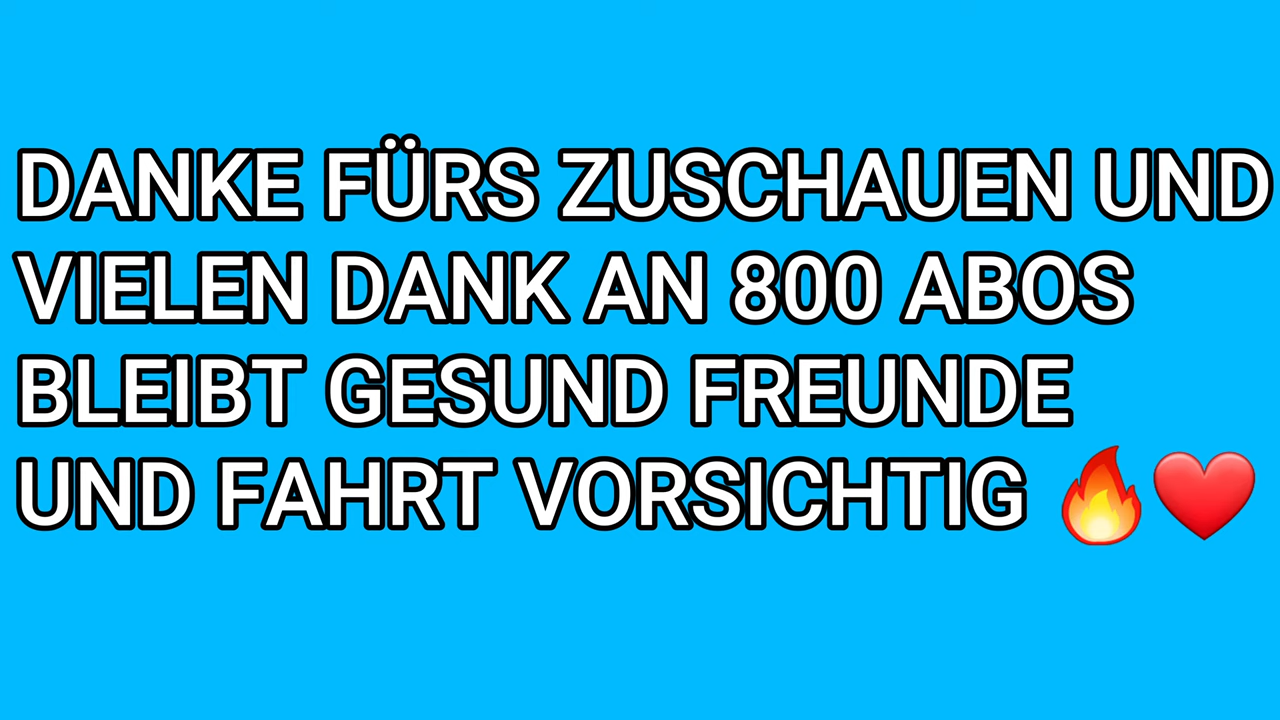 DANKE FÜRS ZUSCHAUEN UND
VIELEN DANK AN 800 ABOS
BLEIBT GESUND FREUNDE
UND FAHRT VORSICHTIG 🔥❤️